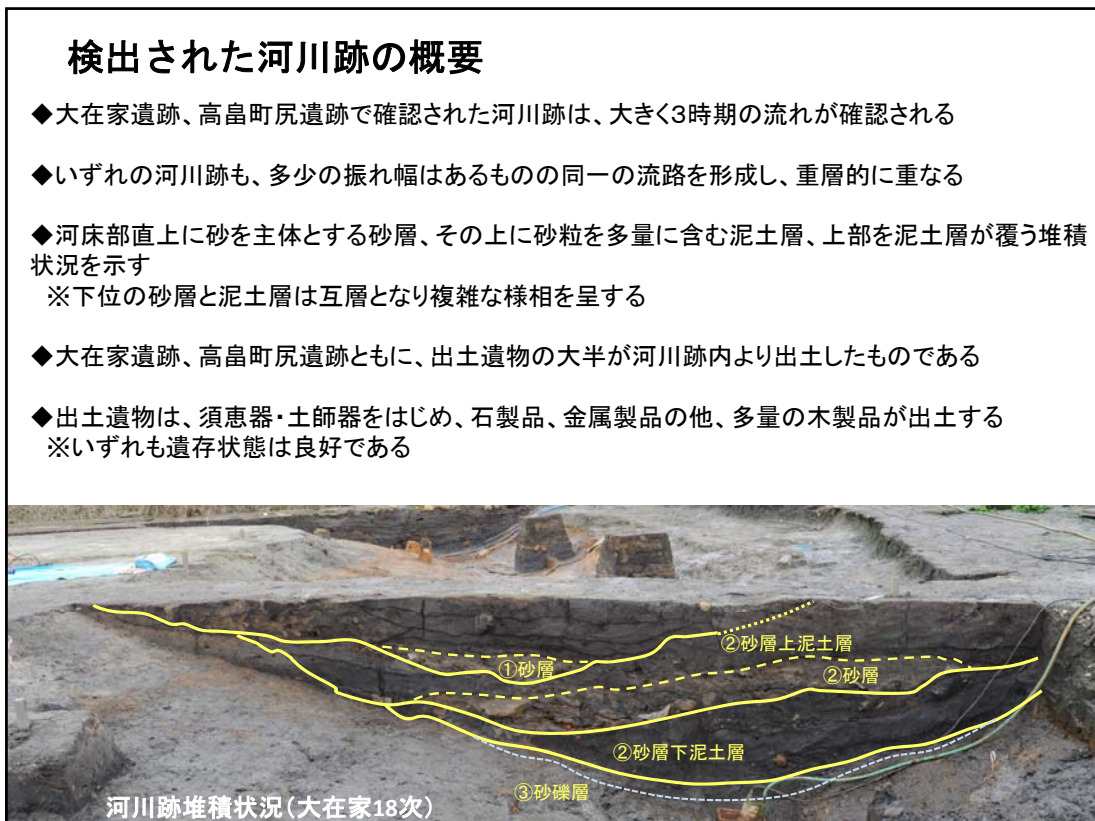 検出された河川跡の概要
◆大在家遺跡、高畠町尻遺跡で確認された河川跡は、大きく3時期の流れが確認される
◆いずれの河川跡も、多少の振れ幅はあるものの同一の流路を形成し、重層的に重なる
◆河床部直上に砂を主体とする砂層、その上に砂粒を多量に含む泥土層、上部を泥土層が覆う堆積
状況を示す
※下位の砂層と泥土層は互層となり複雑な様相を呈する
◆大在家遺跡、高畠町尻遺跡ともに、出土遺物の大半が河川跡内より出土したものである
◆出土遺物は、須恵器・土師器をはじめ、石製品、金属製品の他、多量の木製品が出土する
※いずれも遺存状態は良好である
②砂層上泥土層
①砂層
②砂層
②砂層下泥土層
③砂礫層
河川跡堆積状況(大在家18次)